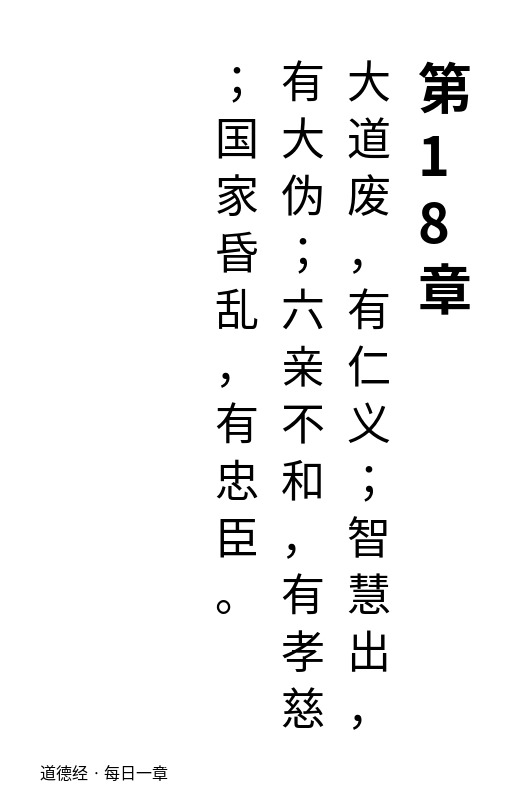 第18章
大道废，有仁义；智慧出，
有大伪；六亲不和，有孝慈
；国家昏乱，有忠臣。
道德经 · 每日一章